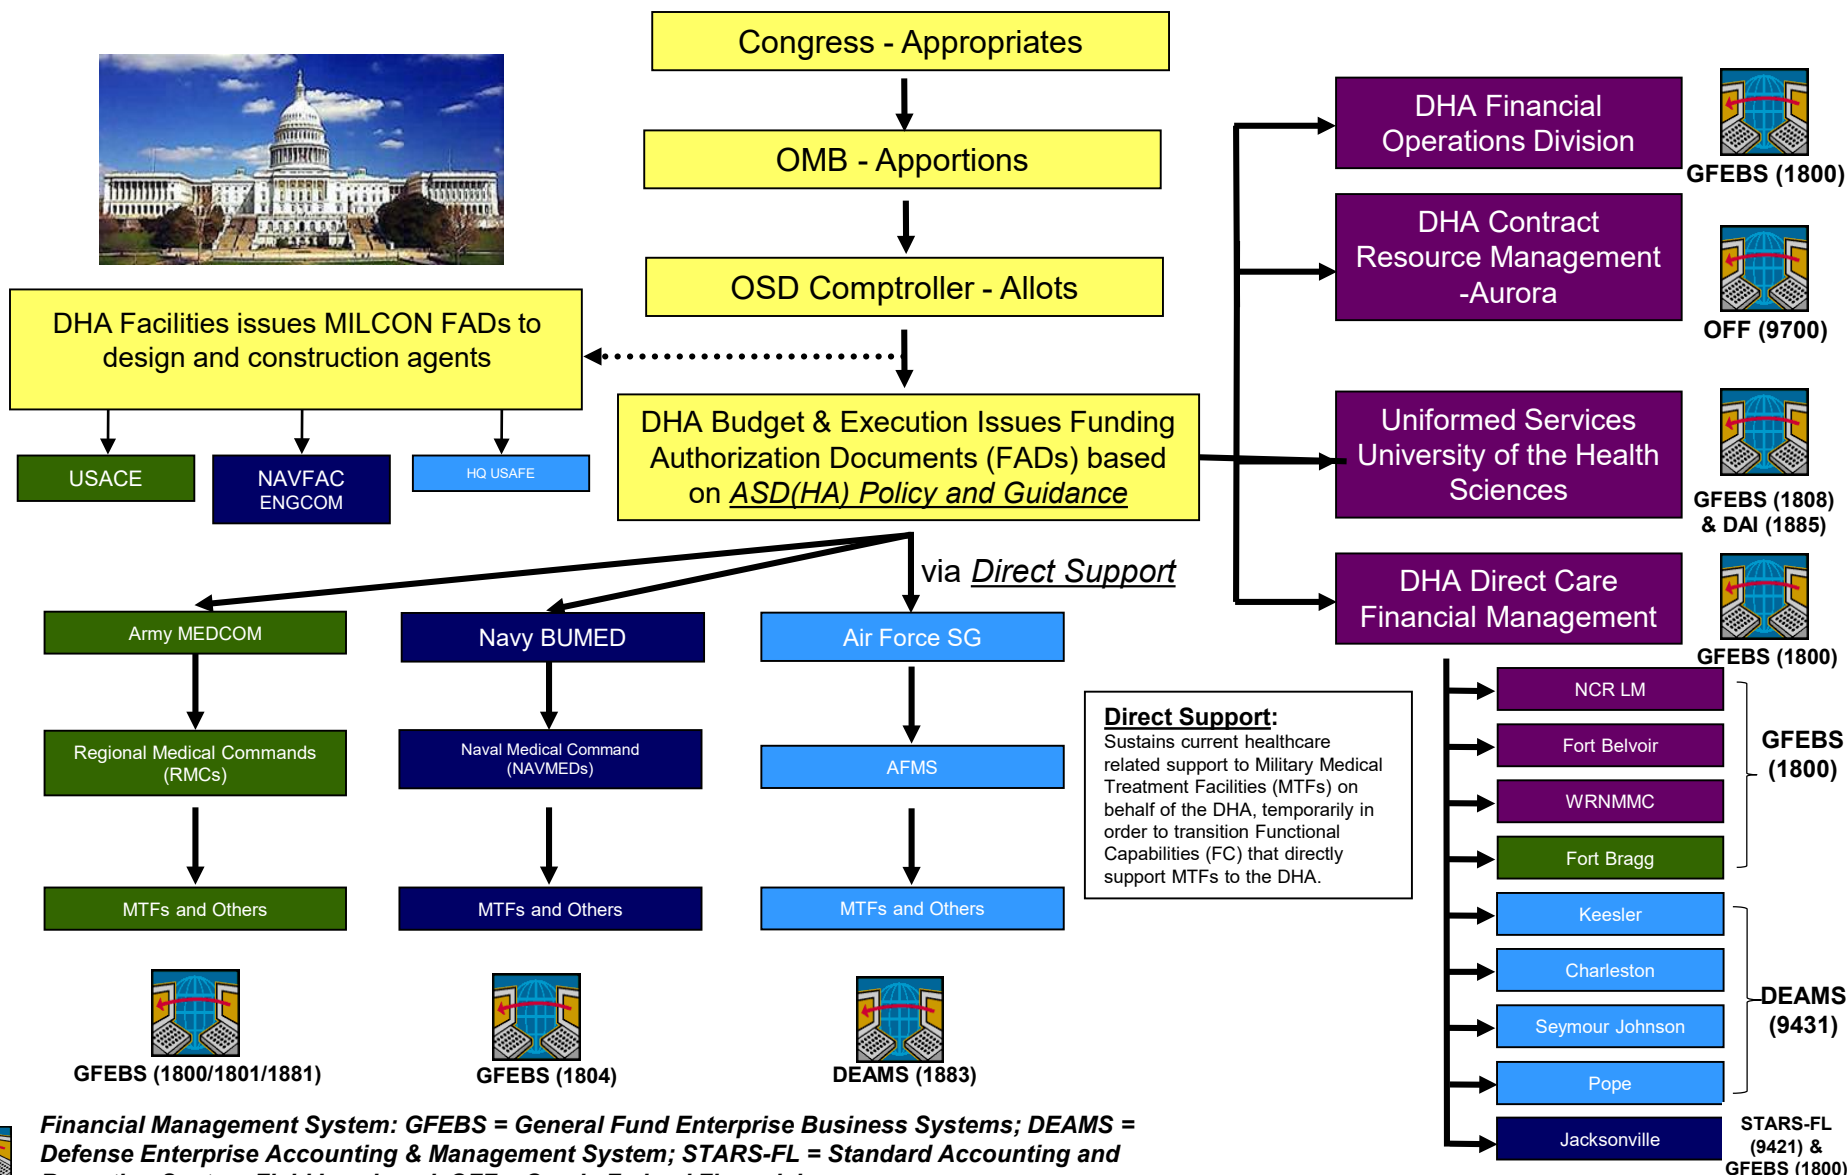 Congress - Appropriates
OMB - Apportions
OSD Comptroller - Allots
DHA Facilities issues MILCON FADs to
design and construction agents
USACE
NAVFAC
ENGCOM
HQ USAFE
DHA Budget & Execution Issues Funding
Authorization Documents (FADs) based
on ASD(HA) Policy and Guidance
via Direct Support
Army MEDCOM
Regional Medical Commands
(RMCs)
MTFs and Others
GFEBS (1800/1801/1881)
Navy BUMED
Naval Medical Command
(NAVMEDs)
MTFs and Others
GFEBS (1804)
Air Force SG
AFMS
MTFs and Others
DEAMS (1883)
Direct Support:
Sustains current healthcare
related support to Military Medical
Treatment Facilities (MTFs) on
behalf of the DHA, temporarily in
order to transition Functional
Capabilities (FC) that directly
support MTFs to the DHA.
DHA Financial
Operations Division
GFEBS (1800)
DHA Contract
Resource Management
-Aurora
OFF (9700)
Uniformed Services
University of the Health
Sciences
GFEBS (1808)
& DAI (1885)
DHA Direct Care
Financial Management
GFEBS (1800)
NCR LM
Fort Belvoir
WRNMMC
Fort Bragg
GFEBS
(1800)
Keesler
Charleston
Seymour Johnson
Pope
DEAMS
(9431)
Jacksonville
STARS-FL
(9421) &
GFEBS (1800)
Financial Management System: GFEBS = General Fund Enterprise Business Systems; DEAMS =
Defense Enterprise Accounting & Management System; STARS-FL = Standard Accounting and